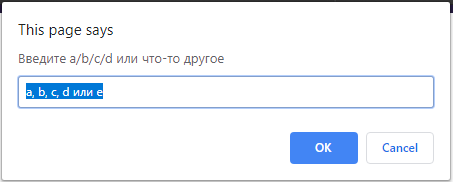 This page says
Введите a/b/c/d или что-то другое
a, b, c, d или e
OK
Cancel